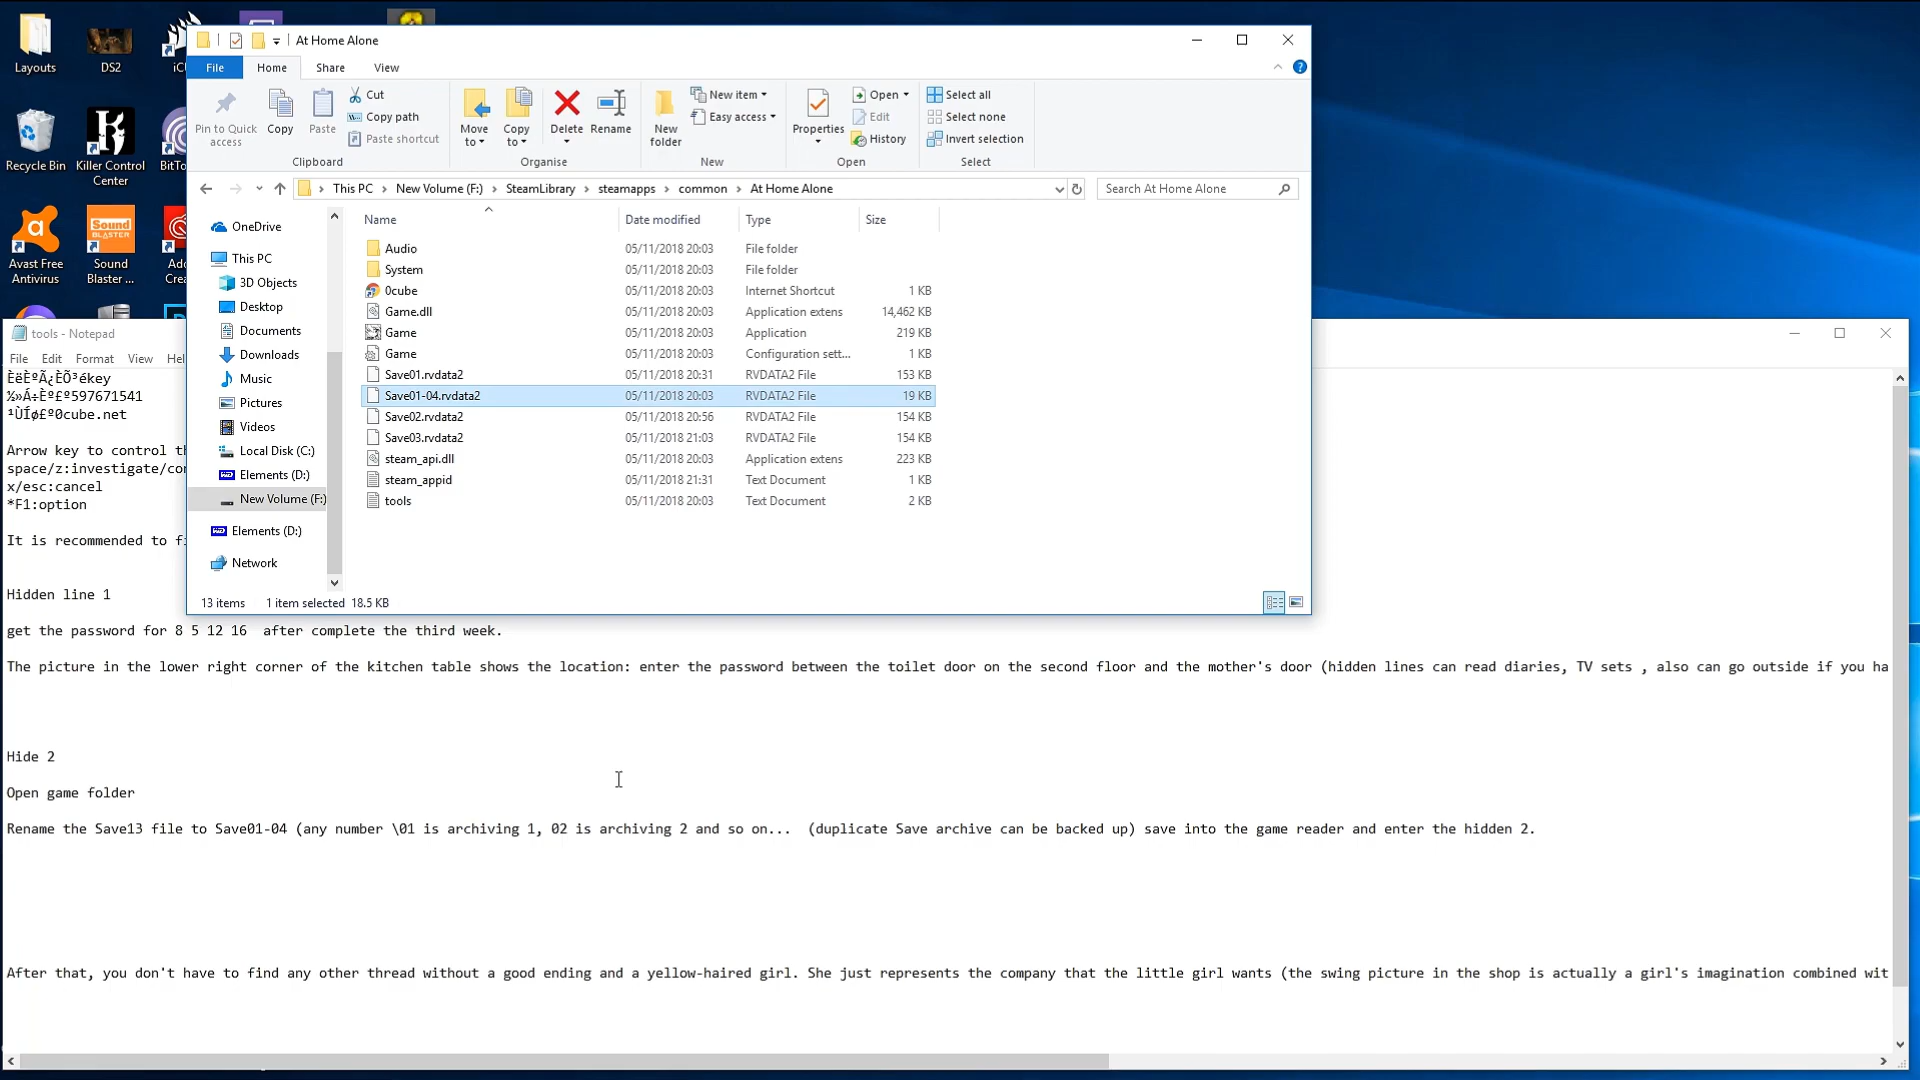 Layouts
DS2
Recycle Bin
Killer Control
Center
Avast Free
Antivirus
Sound
Blaster ...
At Home Alone
File
Home
Share
View
Pin to Quick
access
Copy
Paste
Cut
Copy path
Paste shortcut
Clipboard
Move
to
Copy
to
Delete
Rename
Organise
New
folder
New item
Easy access
New
Properties
Open
Edit
History
Open
Select all
Select none
Invert selection
Select
This PC > New Volume (F:) > SteamLibrary > steamapps > common > At Home Alone
Search At Home Alone
OneDrive
This PC
3D Objects
Desktop
Documents
Downloads
Music
Pictures
Videos
Local Disk (C:)
Elements (D:)
New Volume (F:)
Elements (D:)
Network
Name Date modified Type Size
Audio 05/11/2018 20:03 File folder
System 05/11/2018 20:03 File folder
0cube 05/11/2018 20:03 Internet Shortcut 1 KB
Game.dll 05/11/2018 20:03 Application extens 14,462 KB
Game 05/11/2018 20:03 Application 219 KB
Game 05/11/2018 20:03 Configuration sett... 1 KB
Save01.rvdata2 05/11/2018 20:31 RVDATA2 File 153 KB
Save01-04.rvdata2 05/11/2018 20:03 RVDATA2 File 19 KB
Save02.rvdata2 05/11/2018 20:56 RVDATA2 File 154 KB
Save03.rvdata2 05/11/2018 21:03 RVDATA2 File 154 KB
steam_api.dll 05/11/2018 20:03 Application extens 223 KB
steam_appid 05/11/2018 21:31 Text Document 1 KB
tools 05/11/2018 20:03 Text Document 2 KB
13 items 1 item selected 18.5 KB
tools - Notepad
File Edit Format View Hel
ÈëÈºÃ¿ÈÕ³ékey
½»Á÷Èº£º597671541
¹ÙÍø£º0cube.net
Arrow key to control th
space/z:investigate/con
x/esc:cancel
*F1:option
It is recommended to fi
Hidden line 1
get the password for 8 5 12 16  after complete the third week.
The picture in the lower right corner of the kitchen table shows the location: enter the password between the toilet door on the second floor and the mother's door (hidden lines can read diaries, TV sets , also can go outside if you ha
Hide 2
Open game folder
Rename the Save13 file to Save01-04 (any number \01 is archiving 1, 02 is archiving 2 and so on...  (duplicate Save archive can be backed up) save into the game reader and enter the hidden 2.
After that, you don't have to find any other thread without a good ending and a yellow-haired girl. She just represents the company that the little girl wants (the swing picture in the shop is actually a girl's imagination combined wit